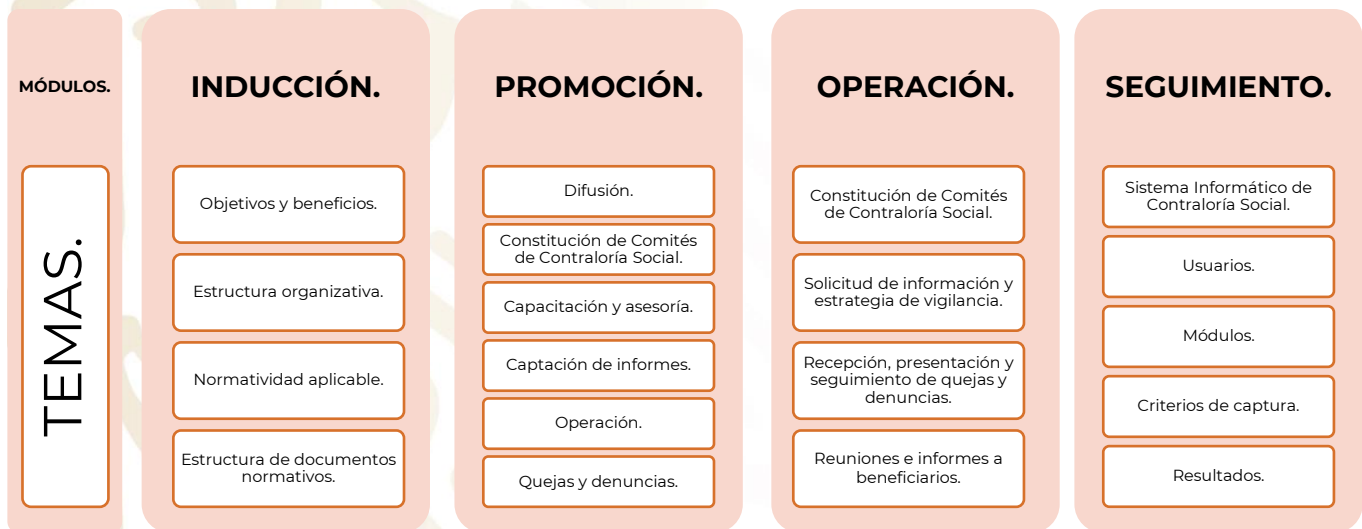 MÓDULOS.
TEMAS.
INDUCCIÓN.
Objetivos y beneficios.
Estructura organizativa.
Normatividad aplicable.
Estructura de documentos
normativos.
PROMOCIÓN.
Difusión.
Constitución de Comités
de Contraloría Social.
Capacitación y asesoría.
Captación de informes.
Operación.
Quejas y denuncias.
OPERACIÓN.
Constitución de Comités
de Contraloría Social.
Solicitud de información y
estrategia de vigilancia.
Recepción, presentación y
seguimiento de quejas y
denuncias.
Reuniones e informes a
beneficiarios.
SEGUIMIENTO.
Sistema Informático de
Contraloría Social.
Usuarios.
Módulos.
Criterios de captura.
Resultados.